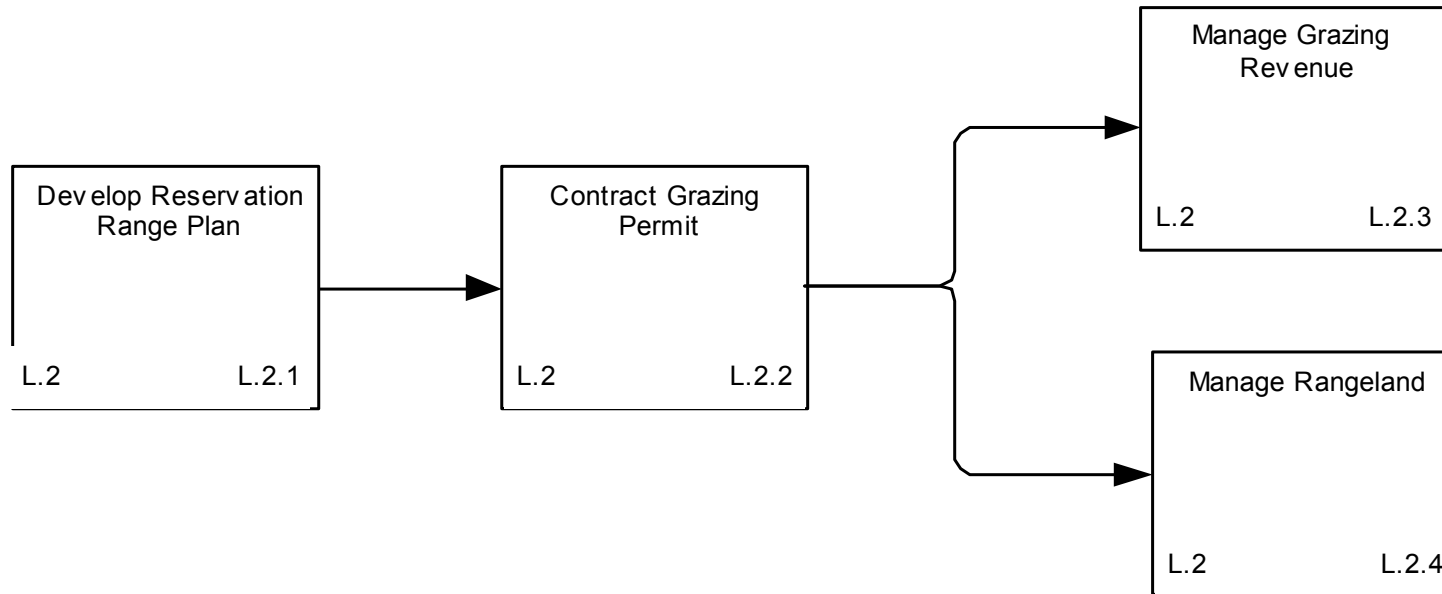 Develop Reservation
Range Plan
L.2 L.2.1
Contract Grazing
Permit
L.2 L.2.2
Manage Grazing
Revenue
L.2 L.2.3
Manage Rangeland
L.2 L.2.4